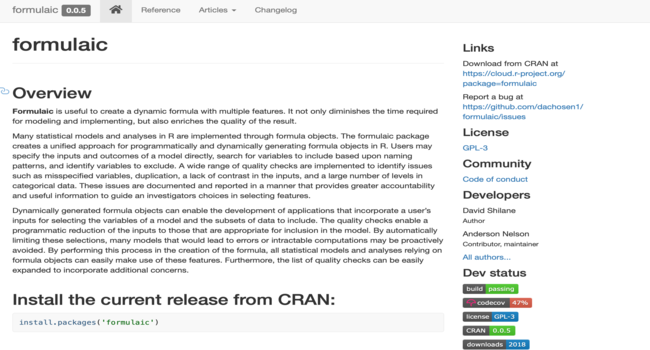 formulaic 0.0.5 Reference Articles Changelog
formulaic
Overview
Formulaic is useful to create a dynamic formula with multiple features. It not only diminishes the time required
for modeling and implementing, but also enriches the quality of the result.
Many statistical models and analyses in R are implemented through formula objects. The formulaic package
creates a unified approach for programmatically and dynamically generating formula objects in R. Users may
specify the inputs and outcomes of a model directly, search for variables to include based upon naming
patterns, and identify variables to exclude. A wide range of quality checks are implemented to identify issues
such as misspecified variables, duplication, a lack of contrast in the inputs, and a large number of levels in
categorical data. These issues are documented and reported in a manner that provides greater accountability
and useful information to guide an investigators choices in selecting features.
Dynamically generated formula objects can enable the development of applications that incorporate a user's
inputs for selecting the variables of a model and the subsets of data to include. The quality checks enable a
programmatic reduction of the inputs to those that are appropriate for inclusion in the model. By automatically
limiting these selections, many models that would lead to errors or intractable computations may be proactively
avoided. By performing this process in the creation of the formula, all statistical models and analyses relying on
formula objects can easily make use of these features. Furthermore, the list of quality checks can be easily
expanded to incorporate additional concerns.
Install the current release from CRAN:
install.packages('formulaic')
Links
Download from CRAN at
https://cloud.r-project.org/
package=formulaic
Report a bug at
https://github.com/dachosen1/
formulaic/issues
License
GPL-3
Community
Code of conduct
Developers
David Shilane
Author
Anderson Nelson
Contributor, maintainer
All authors...
Dev status
build passing
codecov 47%
license GPL-3
CRAN 0.0.5
downloads 2018